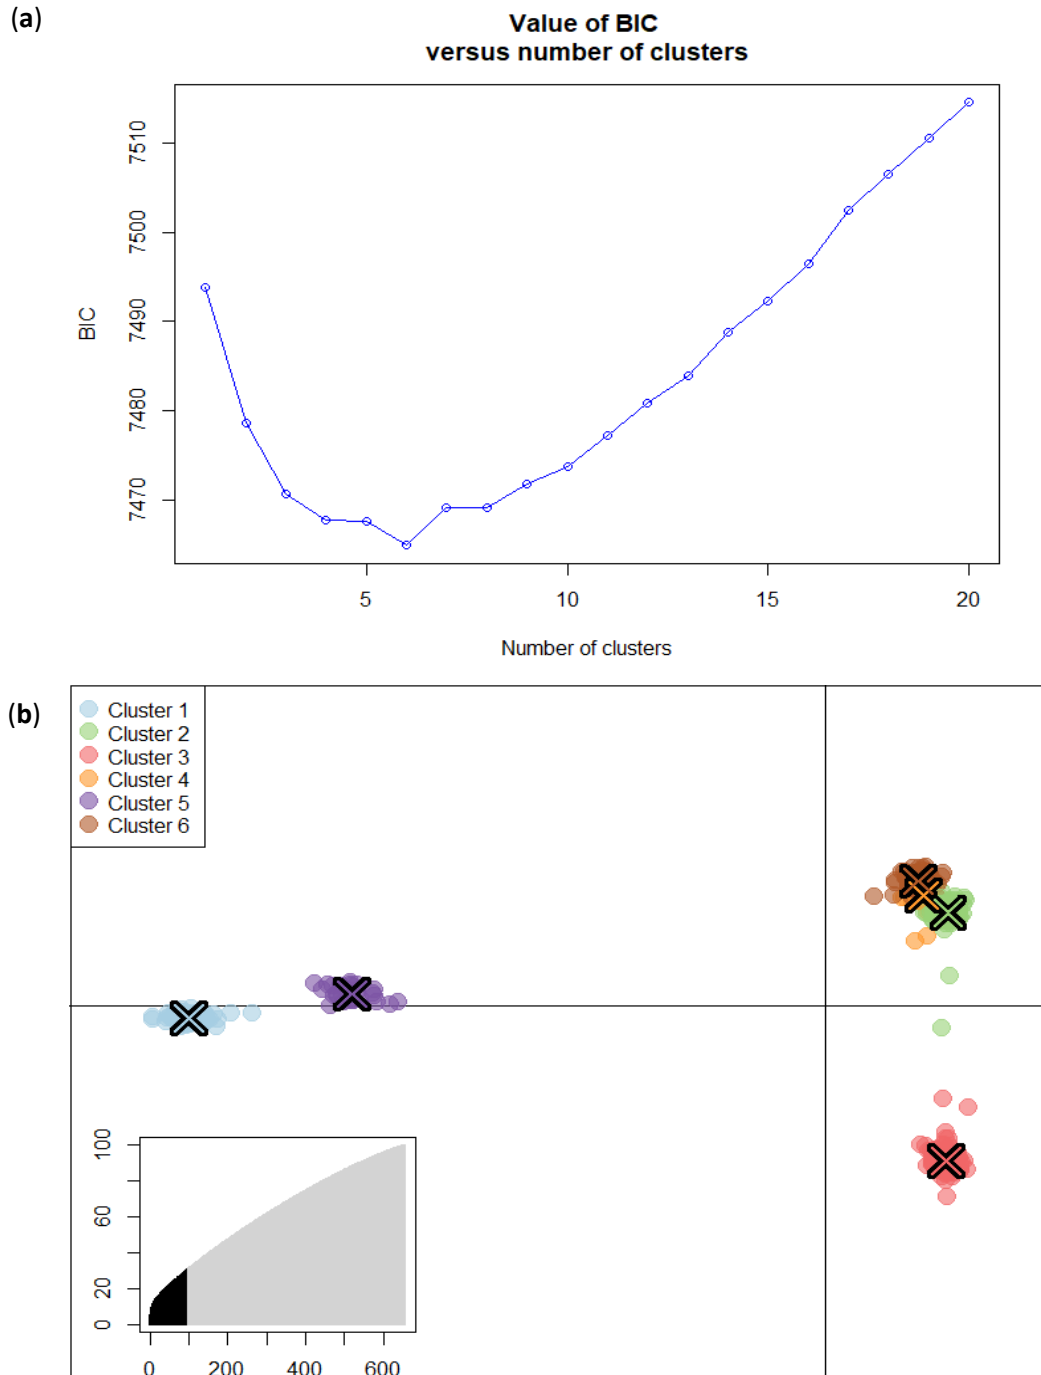 (a)
Value of BIC
versus number of clusters
BIC
7510
7500
7490
7480
7470
5 10 15 20
Number of clusters
(b)
Cluster 1
Cluster 2
Cluster 3
Cluster 4
Cluster 5
Cluster 6
100
60
20
0
0 200 400 600